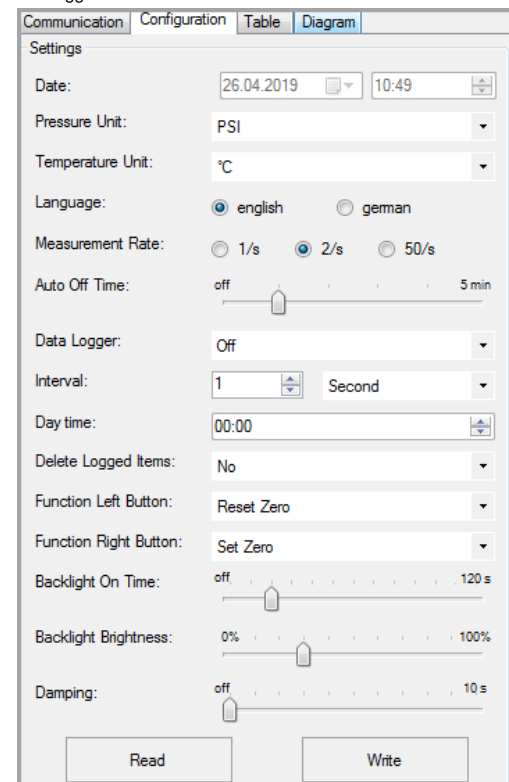 Communication Configuration Table Diagram
Settings
Date: 26.04.2019 10:49
Pressure Unit: PSI
Temperature Unit: °C
Language: english german
Measurement Rate: 1/s 2/s 50/s
Auto Off Time: off 5 min
Data Logger: Off
Interval: 1 Second
Day time: 00:00
Delete Logged Items: No
Function Left Button: Reset Zero
Function Right Button: Set Zero
Backlight On Time: off 120 s
Backlight Brightness: 0% 100%
Damping: off 10 s
Read Write